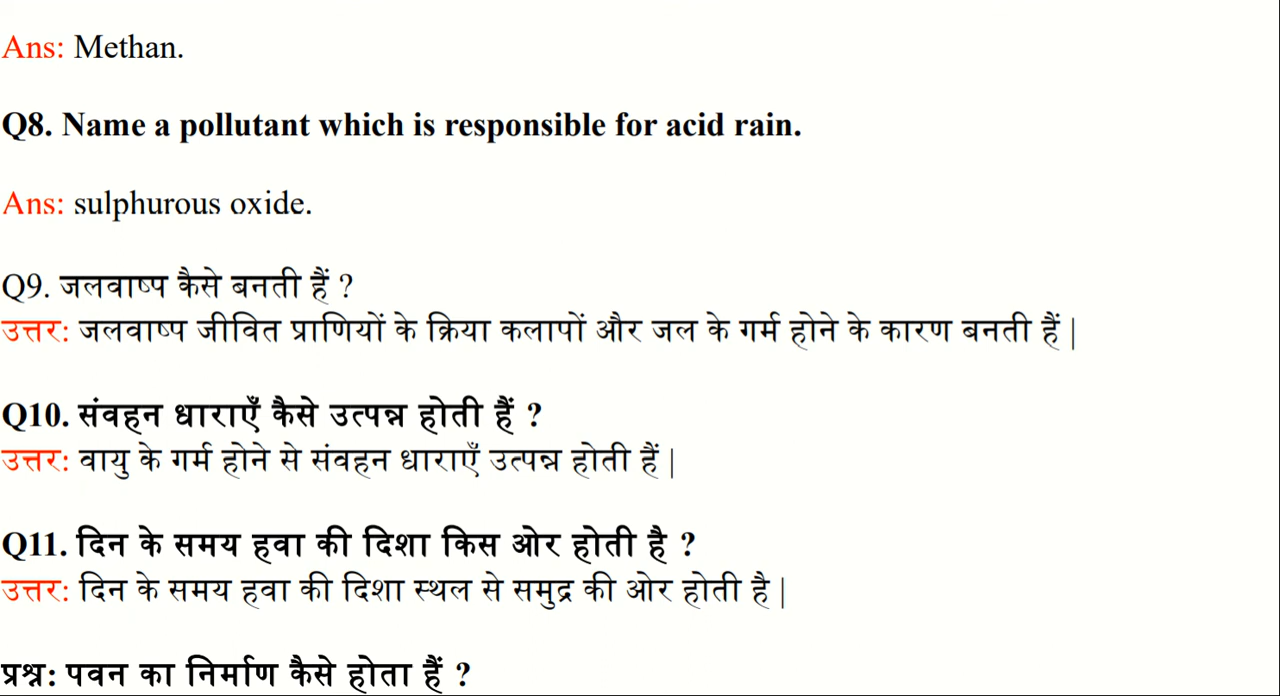 Ans: Methan.
Q8. Name a pollutant which is responsible for acid rain.
Ans: sulphurous oxide.
Q9. जलवाष्प कैसे बनती हैं ?
उत्तर: जलवाष्प जीवित प्राणियों के क्रिया कलापों और जल के गर्म होने के कारण बनती हैं |
Q10. संवहन धाराएँ कैसे उत्पन्न होती हैं ?
उत्तर: वायु के गर्म होने से संवहन धाराएँ उत्पन्न होती हैं |
Q11. दिन के समय हवा की दिशा किस ओर होती है ?
उत्तर: दिन के समय हवा की दिशा स्थल से समुद्र की ओर होती है |
प्रश्न: पवन का निर्माण कैसे होता हैं ?